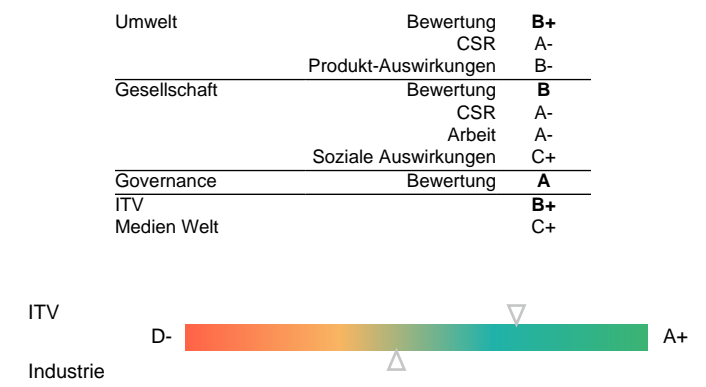 Umwelt Bewertung B+
CSR A-
Produkt-Auswirkungen B-
Gesellschaft Bewertung B
CSR A-
Arbeit A-
Soziale Auswirkungen C+
Governance Bewertung A
ITV B+
Medien Welt C+
ITV
D- A+
Industrie